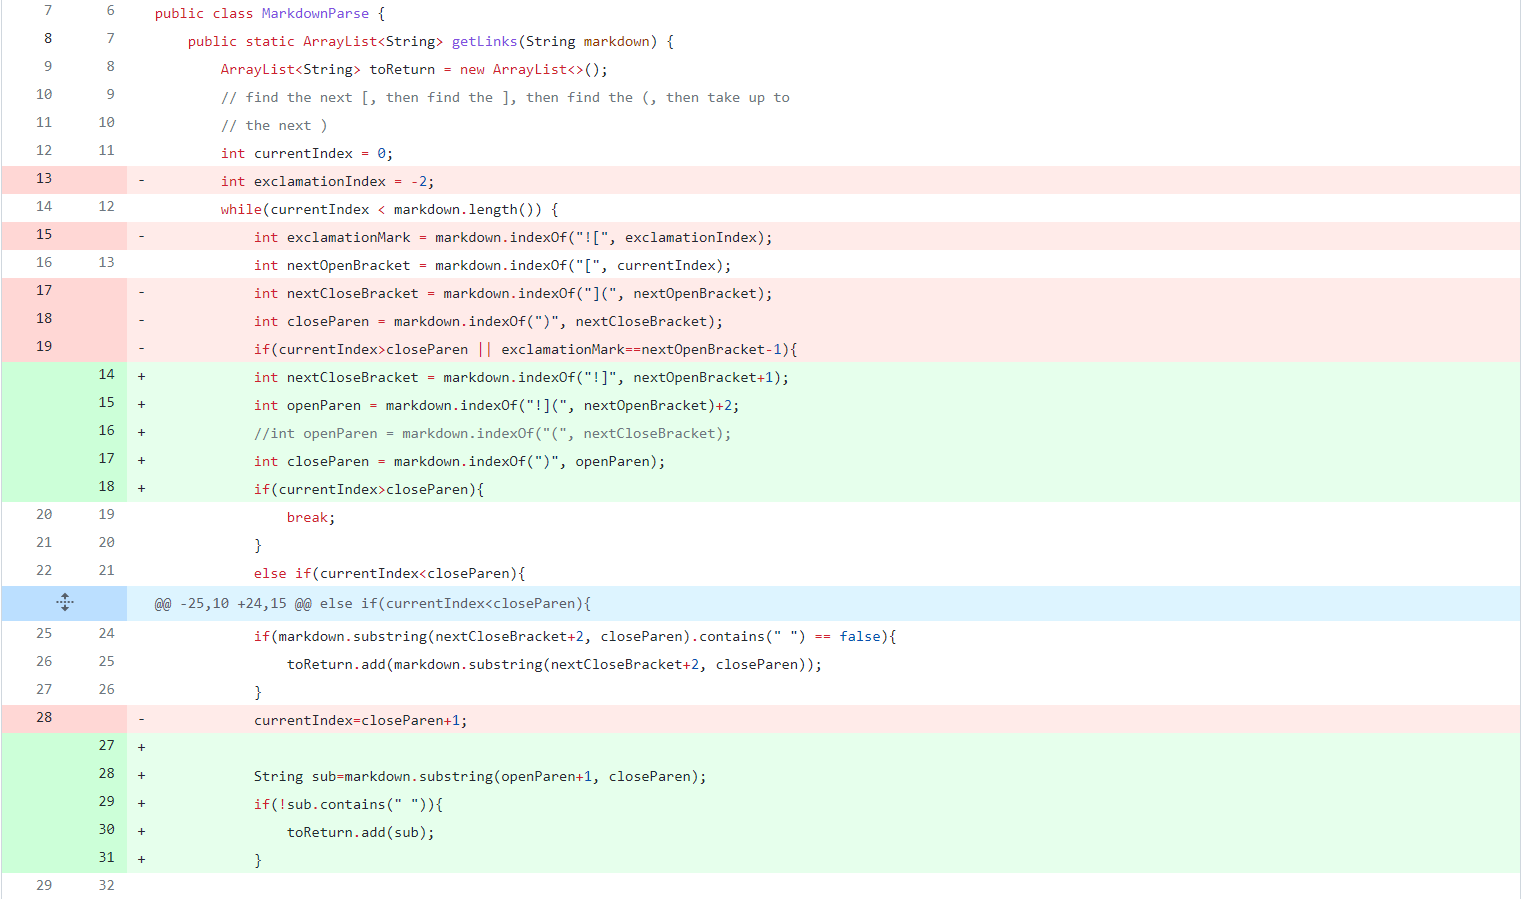 7 6 public class MarkdownParse {
8 7 public static ArrayList<String> getLinks(String markdown) {
9 8 ArrayList<String> toReturn = new ArrayList<>();
10 9 // find the next [, then find the ], then find the (, then take up to
11 10 // the next )
12 11 int currentIndex = 0;
13 - int exclamationIndex = -2;
14 12 while(currentIndex < markdown.length()) {
15 - int exclamationMark = markdown.indexOf("![", exclamationIndex);
16 13 int nextOpenBracket = markdown.indexOf("[", currentIndex);
17 - int nextCloseBracket = markdown.indexOf("](", nextOpenBracket);
18 - int closeParen = markdown.indexOf(")", nextCloseBracket);
19 - if(currentIndex>closeParen || exclamationMark==nextOpenBracket-1){
14 + int nextCloseBracket = markdown.indexOf("!]", nextOpenBracket+1);
15 + int openParen = markdown.indexOf("!](", nextOpenBracket)+2;
16 + //int openParen = markdown.indexOf("(", nextCloseBracket);
17 + int closeParen = markdown.indexOf(")", openParen);
18 + if(currentIndex>closeParen){
20 19 break;
21 20 }
22 21 else if(currentIndex<closeParen){
@@ -25,10 +24,15 @@ else if(currentIndex<closeParen){
25 24 if(markdown.substring(nextCloseBracket+2, closeParen).contains(" ") == false){
26 25 toReturn.add(markdown.substring(nextCloseBracket+2, closeParen));
27 26 }
28 - currentIndex=closeParen+1;
27 +
28 + String sub=markdown.substring(openParen+1, closeParen);
29 + if(!sub.contains(" ")){
30 + toReturn.add(sub);
31 + }
29 32